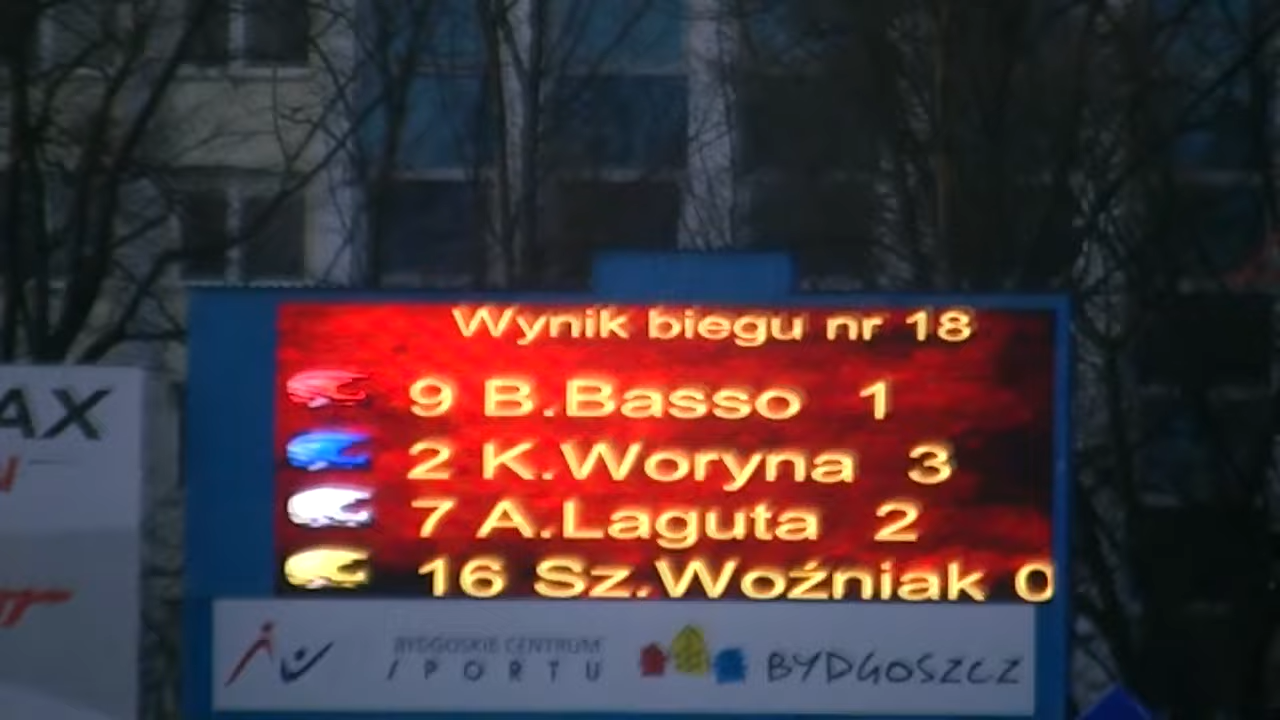 Wynik biegu nr 18
9 B.Basso 1
2 K.Woryna 3
7 A.Laguta 2
16 Sz.Woźniak 0
AX
BYDGOSKIE CENTRUM
SPORTU
BYDGOSZCZ